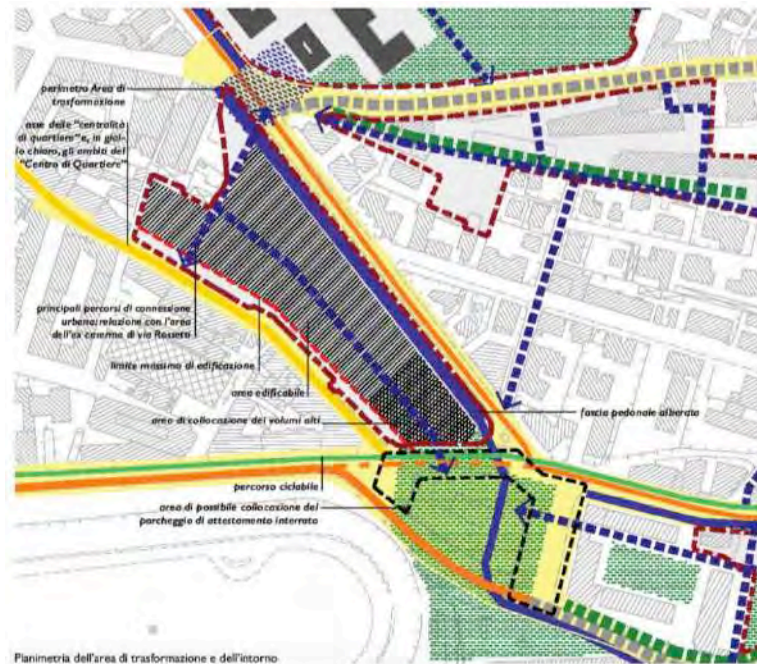 perimetro Area di
trasformazione
asse delle "centralità
di quartiere" e, in gial-
lo chiaro, gli ambiti del
"Centro di Quartiere"
principali percorsi di connessione
urbana: relazione con l'area
dell'ex caserma di via Rossetti
limite massimo di edificazione
area edificabile
area di collocazione dei volumi alti
fascia pedonale alberata
percorso ciclabile
area di possibile collocazione del
parcheggio di attestamento interrato
Planimetria dell'area di trasformazione e dell'intorno